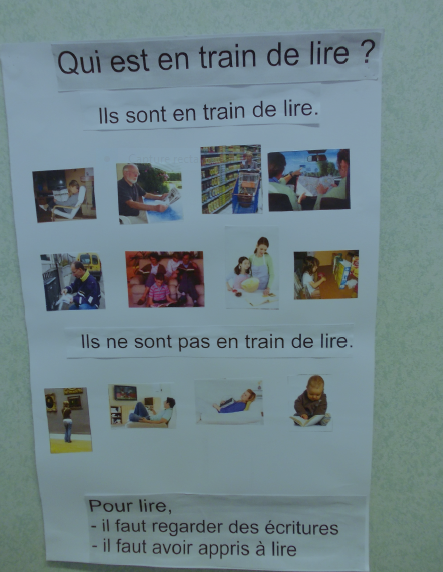 Qui est en train de lire ?
Ils sont en train de lire.
Ils ne sont pas en train de lire.
Pour lire,
- il faut regarder des écritures
- il faut avoir appris à lire